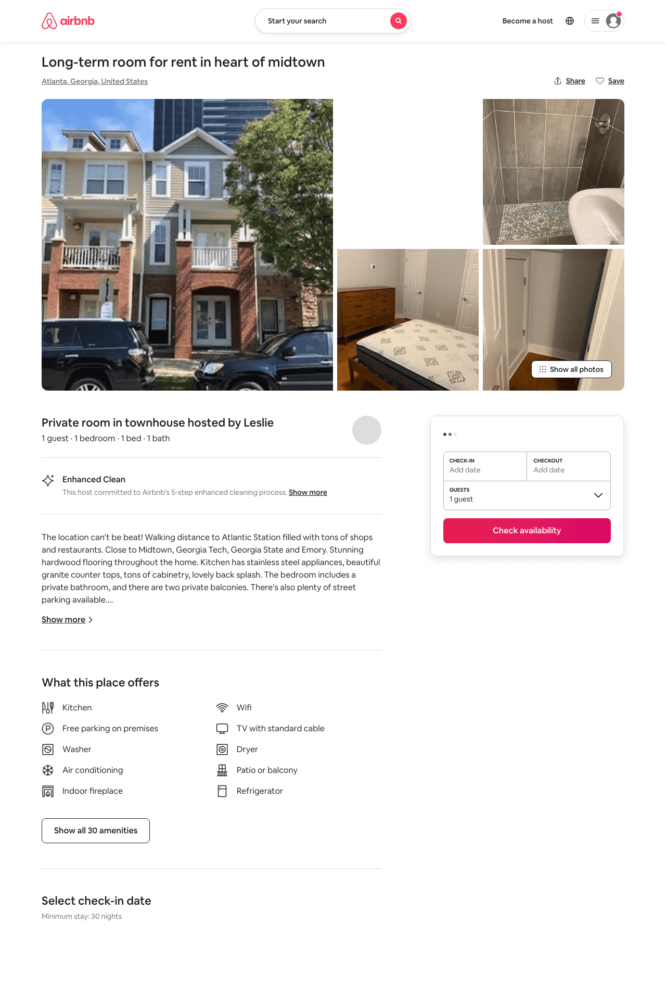 airbnb
Start your search
Become a host
Long-term room for rent in heart of midtown
Atlanta, Georgia, United States
Share
Save
Show all photos
Private room in townhouse hosted by Leslie
1 guest · 1 bedroom · 1 bed · 1 bath
Enhanced Clean
This host committed to Airbnb's 5-step enhanced cleaning process. Show more
CHECK-IN
Add date
CHECKOUT
Add date
GUESTS
1 guest
Check availability
The location can't be beat! Walking distance to Atlantic Station filled with tons of shops
and restaurants. Close to Midtown, Georgia Tech, Georgia State and Emory. Stunning
hardwood flooring throughout the home. Kitchen has stainless steel appliances, beautiful
granite counter tops, tons of cabinetry, lovely back splash. The bedroom includes a
private bathroom, and there are two private balconies. There’s also plenty of street
parking available....
Show more
What this place offers
Kitchen
Wifi
Free parking on premises
TV with standard cable
Washer
Dryer
Air conditioning
Patio or balcony
Indoor fireplace
Refrigerator
Show all 30 amenities
Select check-in date
Minimum stay: 30 nights